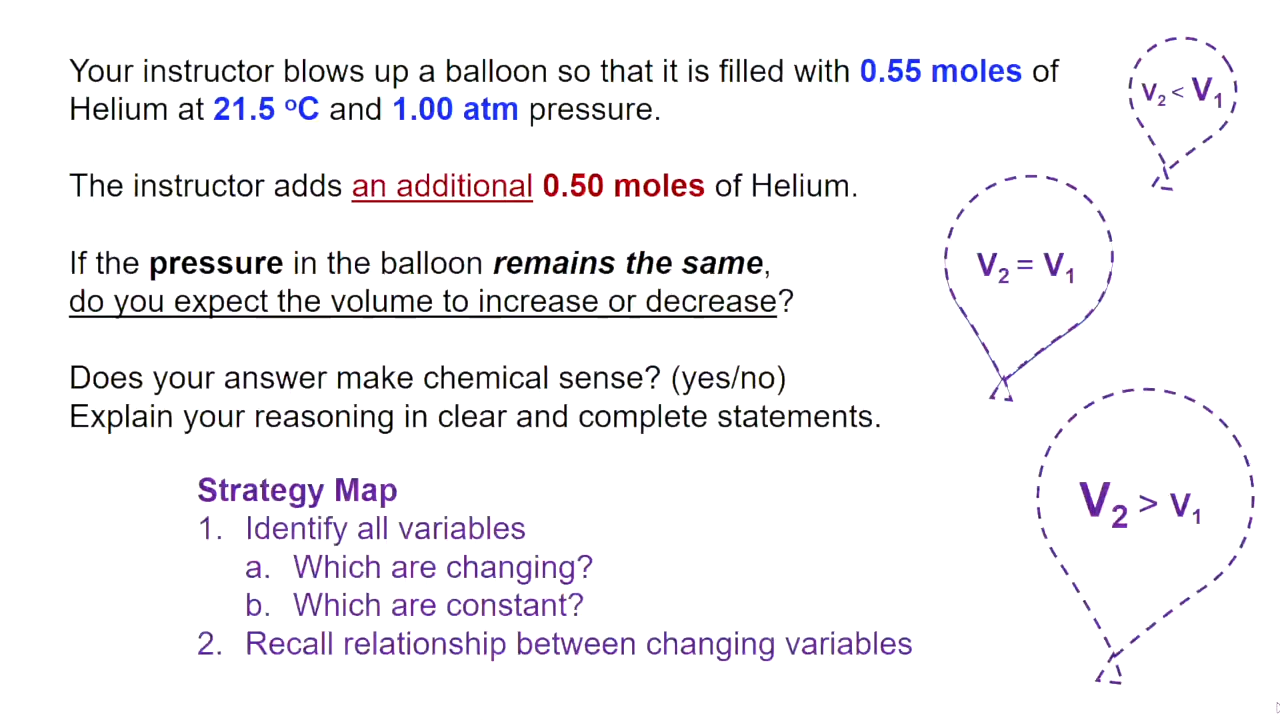 Your instructor blows up a balloon so that it is filled with 0.55 moles of
Helium at 21.5 °C and 1.00 atm pressure.
The instructor adds an additional 0.50 moles of Helium.
If the pressure in the balloon remains the same,
do you expect the volume to increase or decrease?
Does your answer make chemical sense? (yes/no)
Explain your reasoning in clear and complete statements.
Strategy Map
1. Identify all variables
a. Which are changing?
b. Which are constant?
2. Recall relationship between changing variables
V₂ < V₁
V₂ = V₁
V₂ > V₁